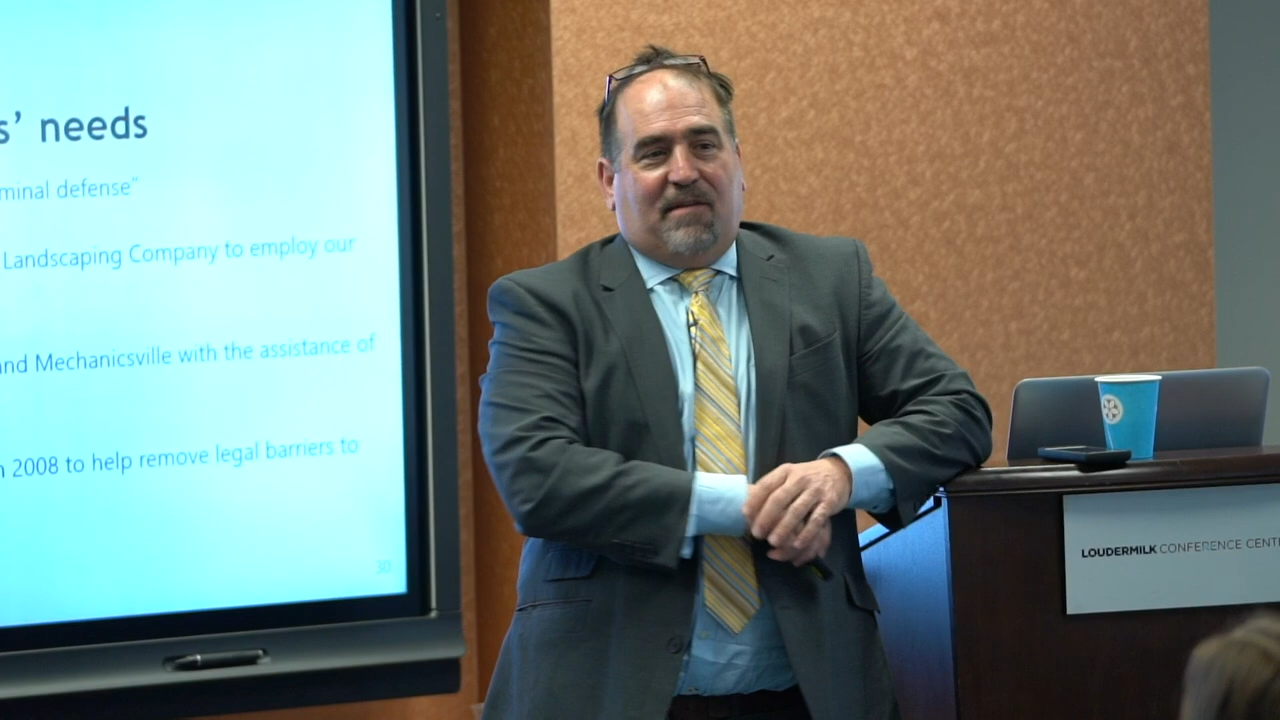 s’ needs
minal defense”
Landscaping Company to employ our
and Mechanicsville with the assistance of
n 2008 to help remove legal barriers to
30
LOUDERMILK CONFERENCE CENT